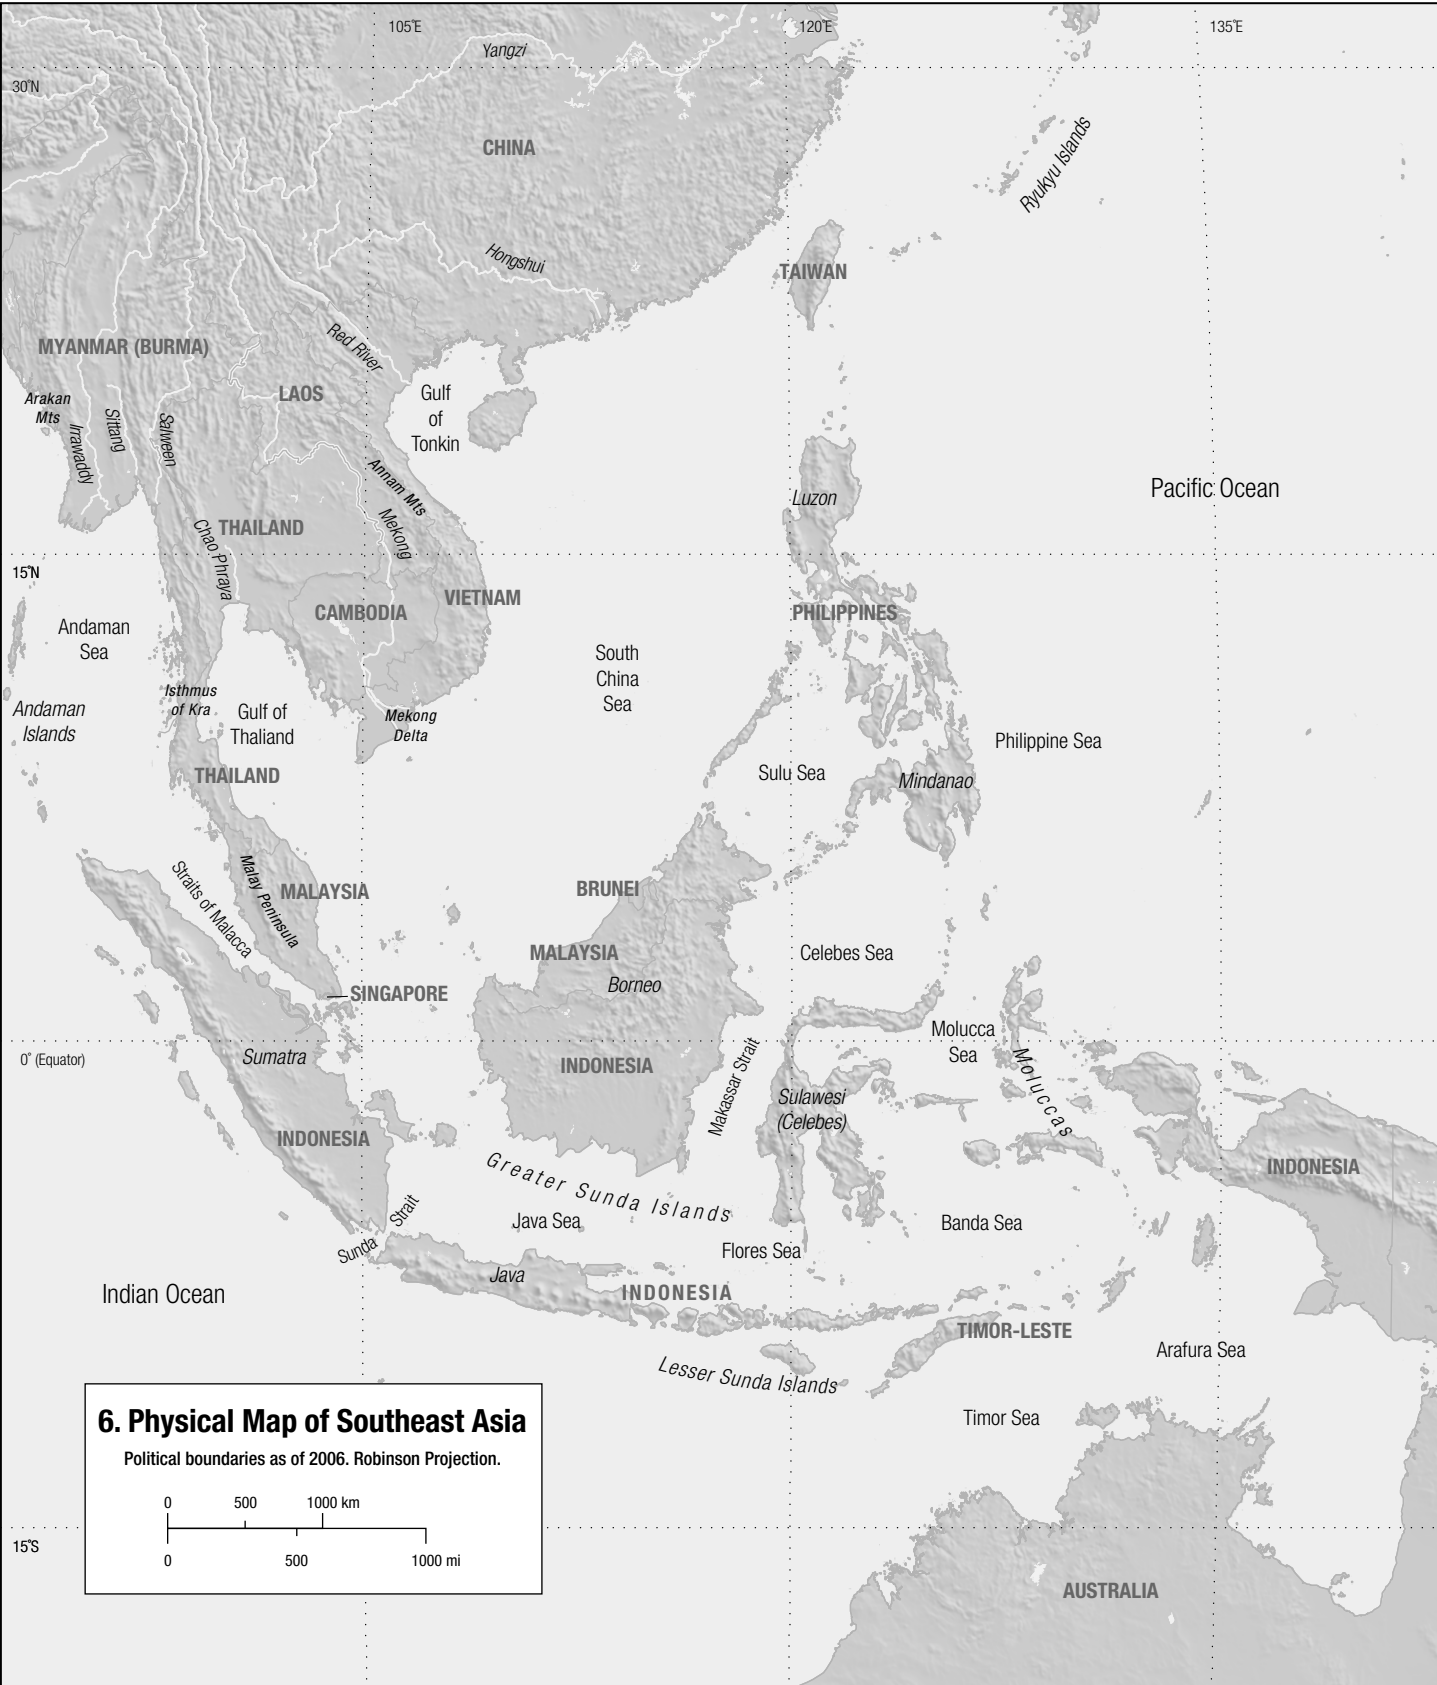 105°E
120°E
135°E
Yangzi
30°N
CHINA
Ryukyu Islands
Hongshui
TAIWAN
Red River
MYANMAR (BURMA)
LAOS
Arakan
Mts
Gulf
of
Tonkin
Irrawaddy
Sittang
Salween
Annam Mts
Luzon
Pacific Ocean
Chao Phraya
THAILAND
Mekong
15°N
CAMBODIA
VIETNAM
PHILIPPINES
Andaman
Sea
South
China
Sea
Isthmus
of Kra
Andaman
Islands
Gulf of
Thaliand
Mekong
Delta
Philippine Sea
THAILAND
Sulu Sea
Mindanao
Straits of Malacca
Malay Peninsula
MALAYSIA
BRUNEI
MALAYSIA
Celebes Sea
Borneo
SINGAPORE
Molucca
Sea
0° (Equator)
Sumatra
INDONESIA
Makassar Strait
Moluccas
Sulawesi
(Celebes)
INDONESIA
INDONESIA
Greater Sunda Islands
Sunda Strait
Java Sea
Banda Sea
Flores Sea
Java
Indian Ocean
INDONESIA
TIMOR-LESTE
Arafura Sea
Lesser Sunda Islands
Timor Sea
6. Physical Map of Southeast Asia
Political boundaries as of 2006. Robinson Projection.
0 500 1000 km
0 500 1000 mi
15°S
AUSTRALIA